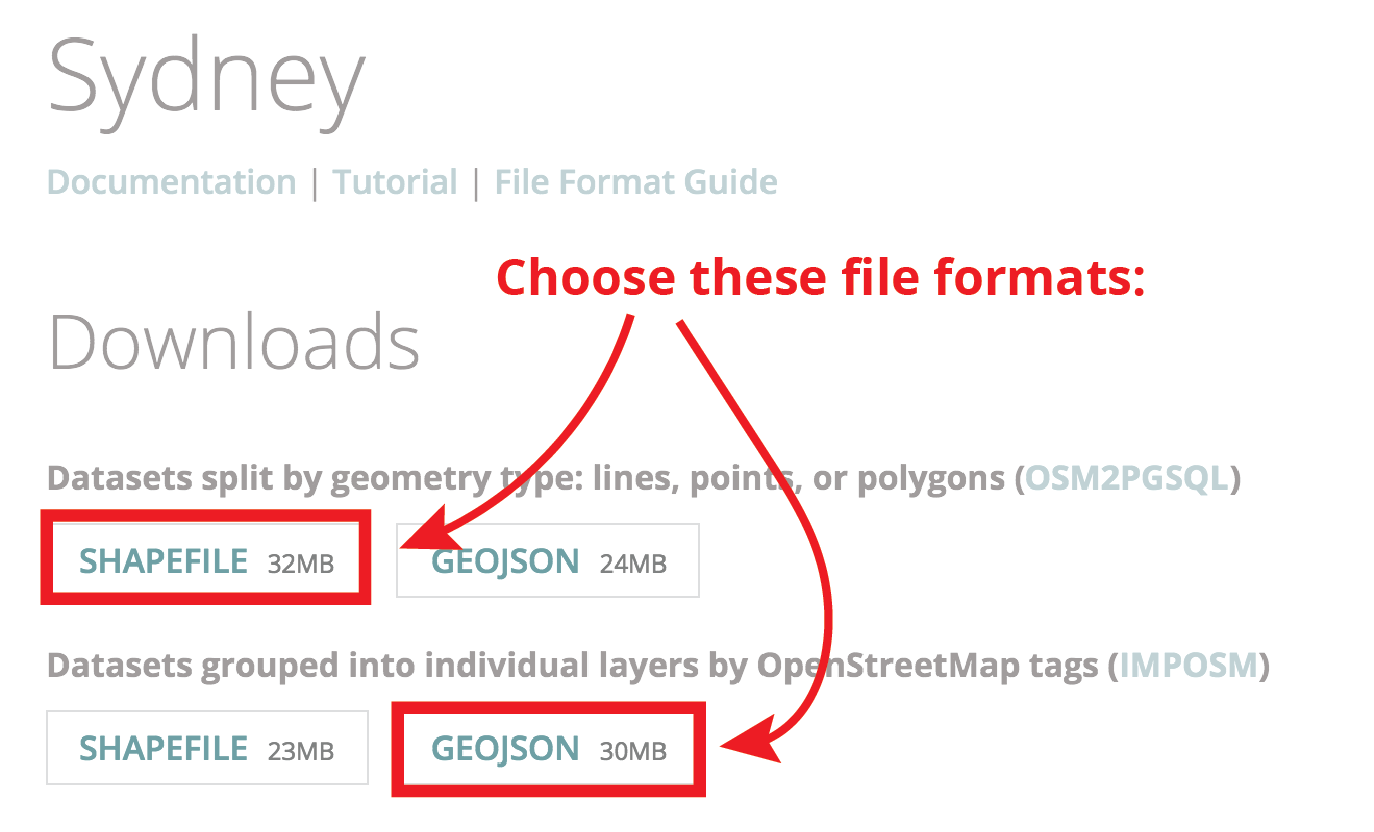 Sydney
Documentation | Tutorial | File Format Guide
Choose these file formats:
Downloads
Datasets split by geometry type: lines, points, or polygons (OSM2PGSQL)
SHAPEFILE 32MB GEOJSON 24MB
Datasets grouped into individual layers by OpenStreetMap tags (IMPOSM)
SHAPEFILE 23MB GEOJSON 30MB